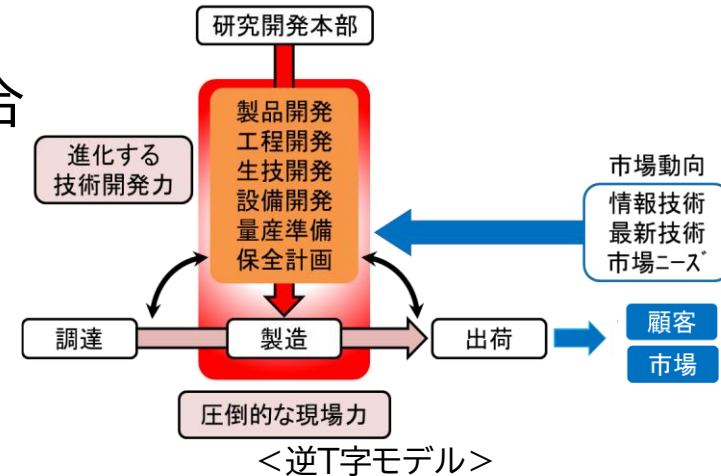 研究開発本部
合
製品開発
工程開発
生技開発
設備開発
量産準備
保全計画
進化する
技術開発力
市場動向
情報技術
最新技術
市場ﾆｰｽﾞ
調達
製造
出荷
顧客
市場
圧倒的な現場力
＜逆T字モデル＞